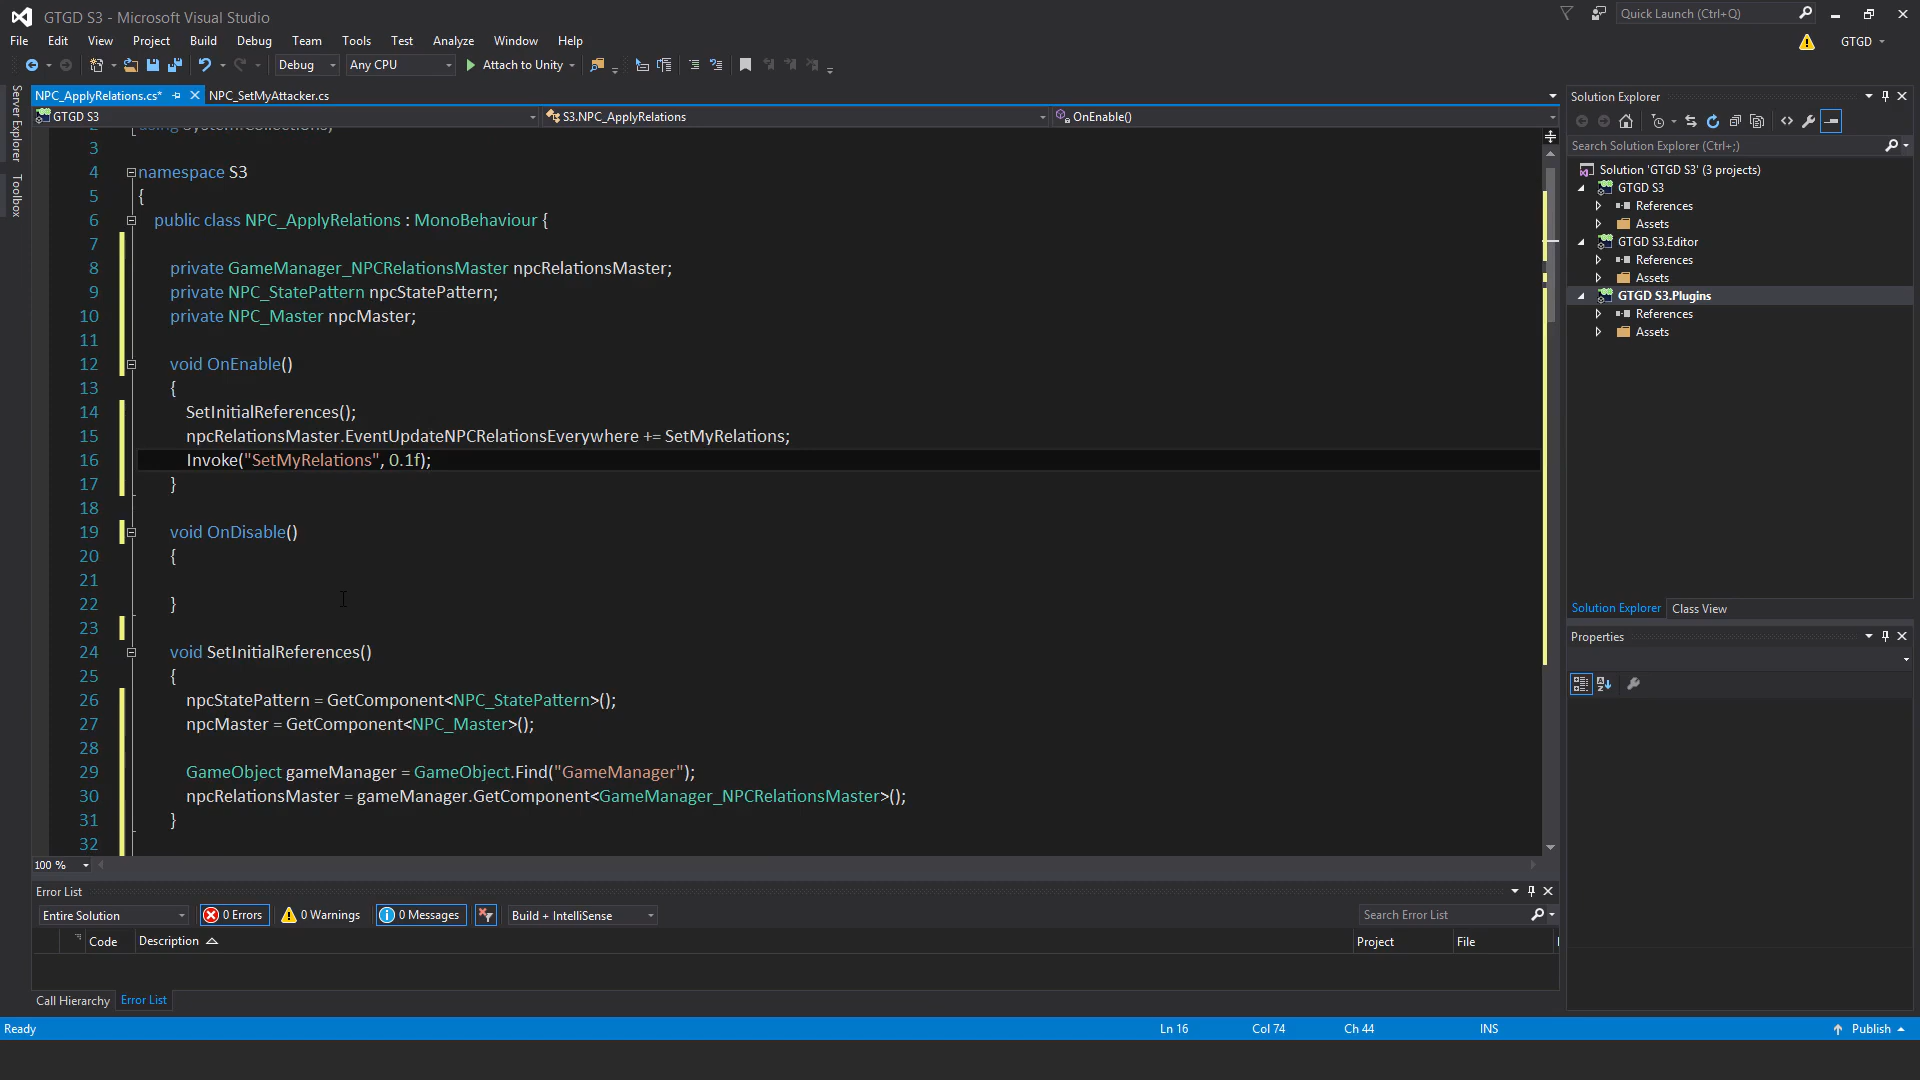 GTGD S3 - Microsoft Visual Studio
Quick Launch (Ctrl+Q)
File Edit View Project Build Debug Team Tools Test Analyze Window Help
GTGD
Debug Any CPU Attach to Unity
Server Explorer
Toolbox
NPC_ApplyRelations.cs* NPC_SetMyAttacker.cs
GTGD S3 S3.NPC_ApplyRelations OnEnable()
2 using System.Collections;
3
4 namespace S3
5 {
6 public class NPC_ApplyRelations : MonoBehaviour {
7
8 private GameManager_NPCRelationsMaster npcRelationsMaster;
9 private NPC_StatePattern npcStatePattern;
10 private NPC_Master npcMaster;
11
12 void OnEnable()
13 {
14 SetInitialReferences();
15 npcRelationsMaster.EventUpdateNPCRelationsEverywhere += SetMyRelations;
16 Invoke("SetMyRelations", 0.1f);
17 }
18
19 void OnDisable()
20 {
21
22 }
23
24 void SetInitialReferences()
25 {
26 npcStatePattern = GetComponent<NPC_StatePattern>();
27 npcMaster = GetComponent<NPC_Master>();
28
29 GameObject gameManager = GameObject.Find("GameManager");
30 npcRelationsMaster = gameManager.GetComponent<GameManager_NPCRelationsMaster>();
31 }
32
100 %
Solution Explorer
Search Solution Explorer (Ctrl+;)
Solution 'GTGD S3' (3 projects)
GTGD S3
References
Assets
GTGD S3.Editor
References
Assets
GTGD S3.Plugins
References
Assets
Solution Explorer Class View
Properties
Error List
Entire Solution 0 Errors 0 Warnings 0 Messages Build + IntelliSense Search Error List
Code Description Project File
Call Hierarchy Error List
Ready Ln 16 Col 74 Ch 44 INS Publish